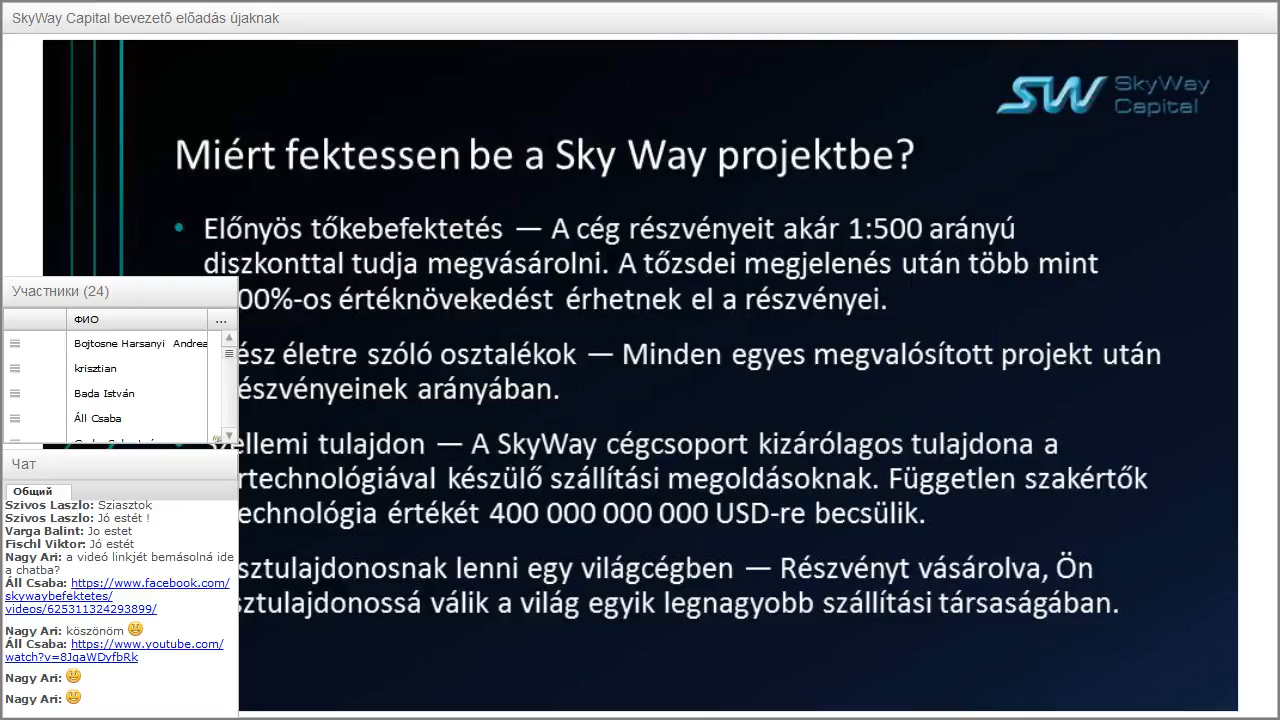 SkyWay Capital bevezető előadás újaknak
SW SkyWay
Capital
Miért fektessen be a Sky Way projektbe?
• Előnyös tőkebefektetés — A cég részvényeit akár 1:500 arányú
diszkonttal tudja megvásárolni. A tőzsdei megjelenés után több mint
00%-os értéknövekedést érhetnek el a részvényei.
ész életre szóló osztalékok — Minden egyes megvalósított projekt után
észvényeinek arányában.
ellemi tulajdon — A SkyWay cégcsoport kizárólagos tulajdona a
rtechnológiával készülő szállítási megoldásoknak. Független szakértők
echnológia értékét 400 000 000 000 USD-re becsülik.
sztulajdonosnak lenni egy világcégben — Részvényt vásárolva, Ön
sztulajdonossá válik a világ egyik legnagyobb szállítási társaságában.
Участники (24)
ФИО ...
Bojtosne Harsanyi Andrea
krisztian
Bada István
Áll Csaba
Чат
Общий
Szivos Laszlo: Sziasztok
Szivos Laszlo: Jó estét !
Varga Balint: Jo estet
Fischl Viktor: Jó estét
Nagy Ari: a videó linkjét bemásolná ide
a chatba?
Áll Csaba: https://www.facebook.com/
skywaybefektetes/
videos/625311324293899/
Nagy Ari: köszönöm
Áll Csaba: https://www.youtube.com/
watch?v=8JgaWDyfbRk
Nagy Ari:
Nagy Ari: